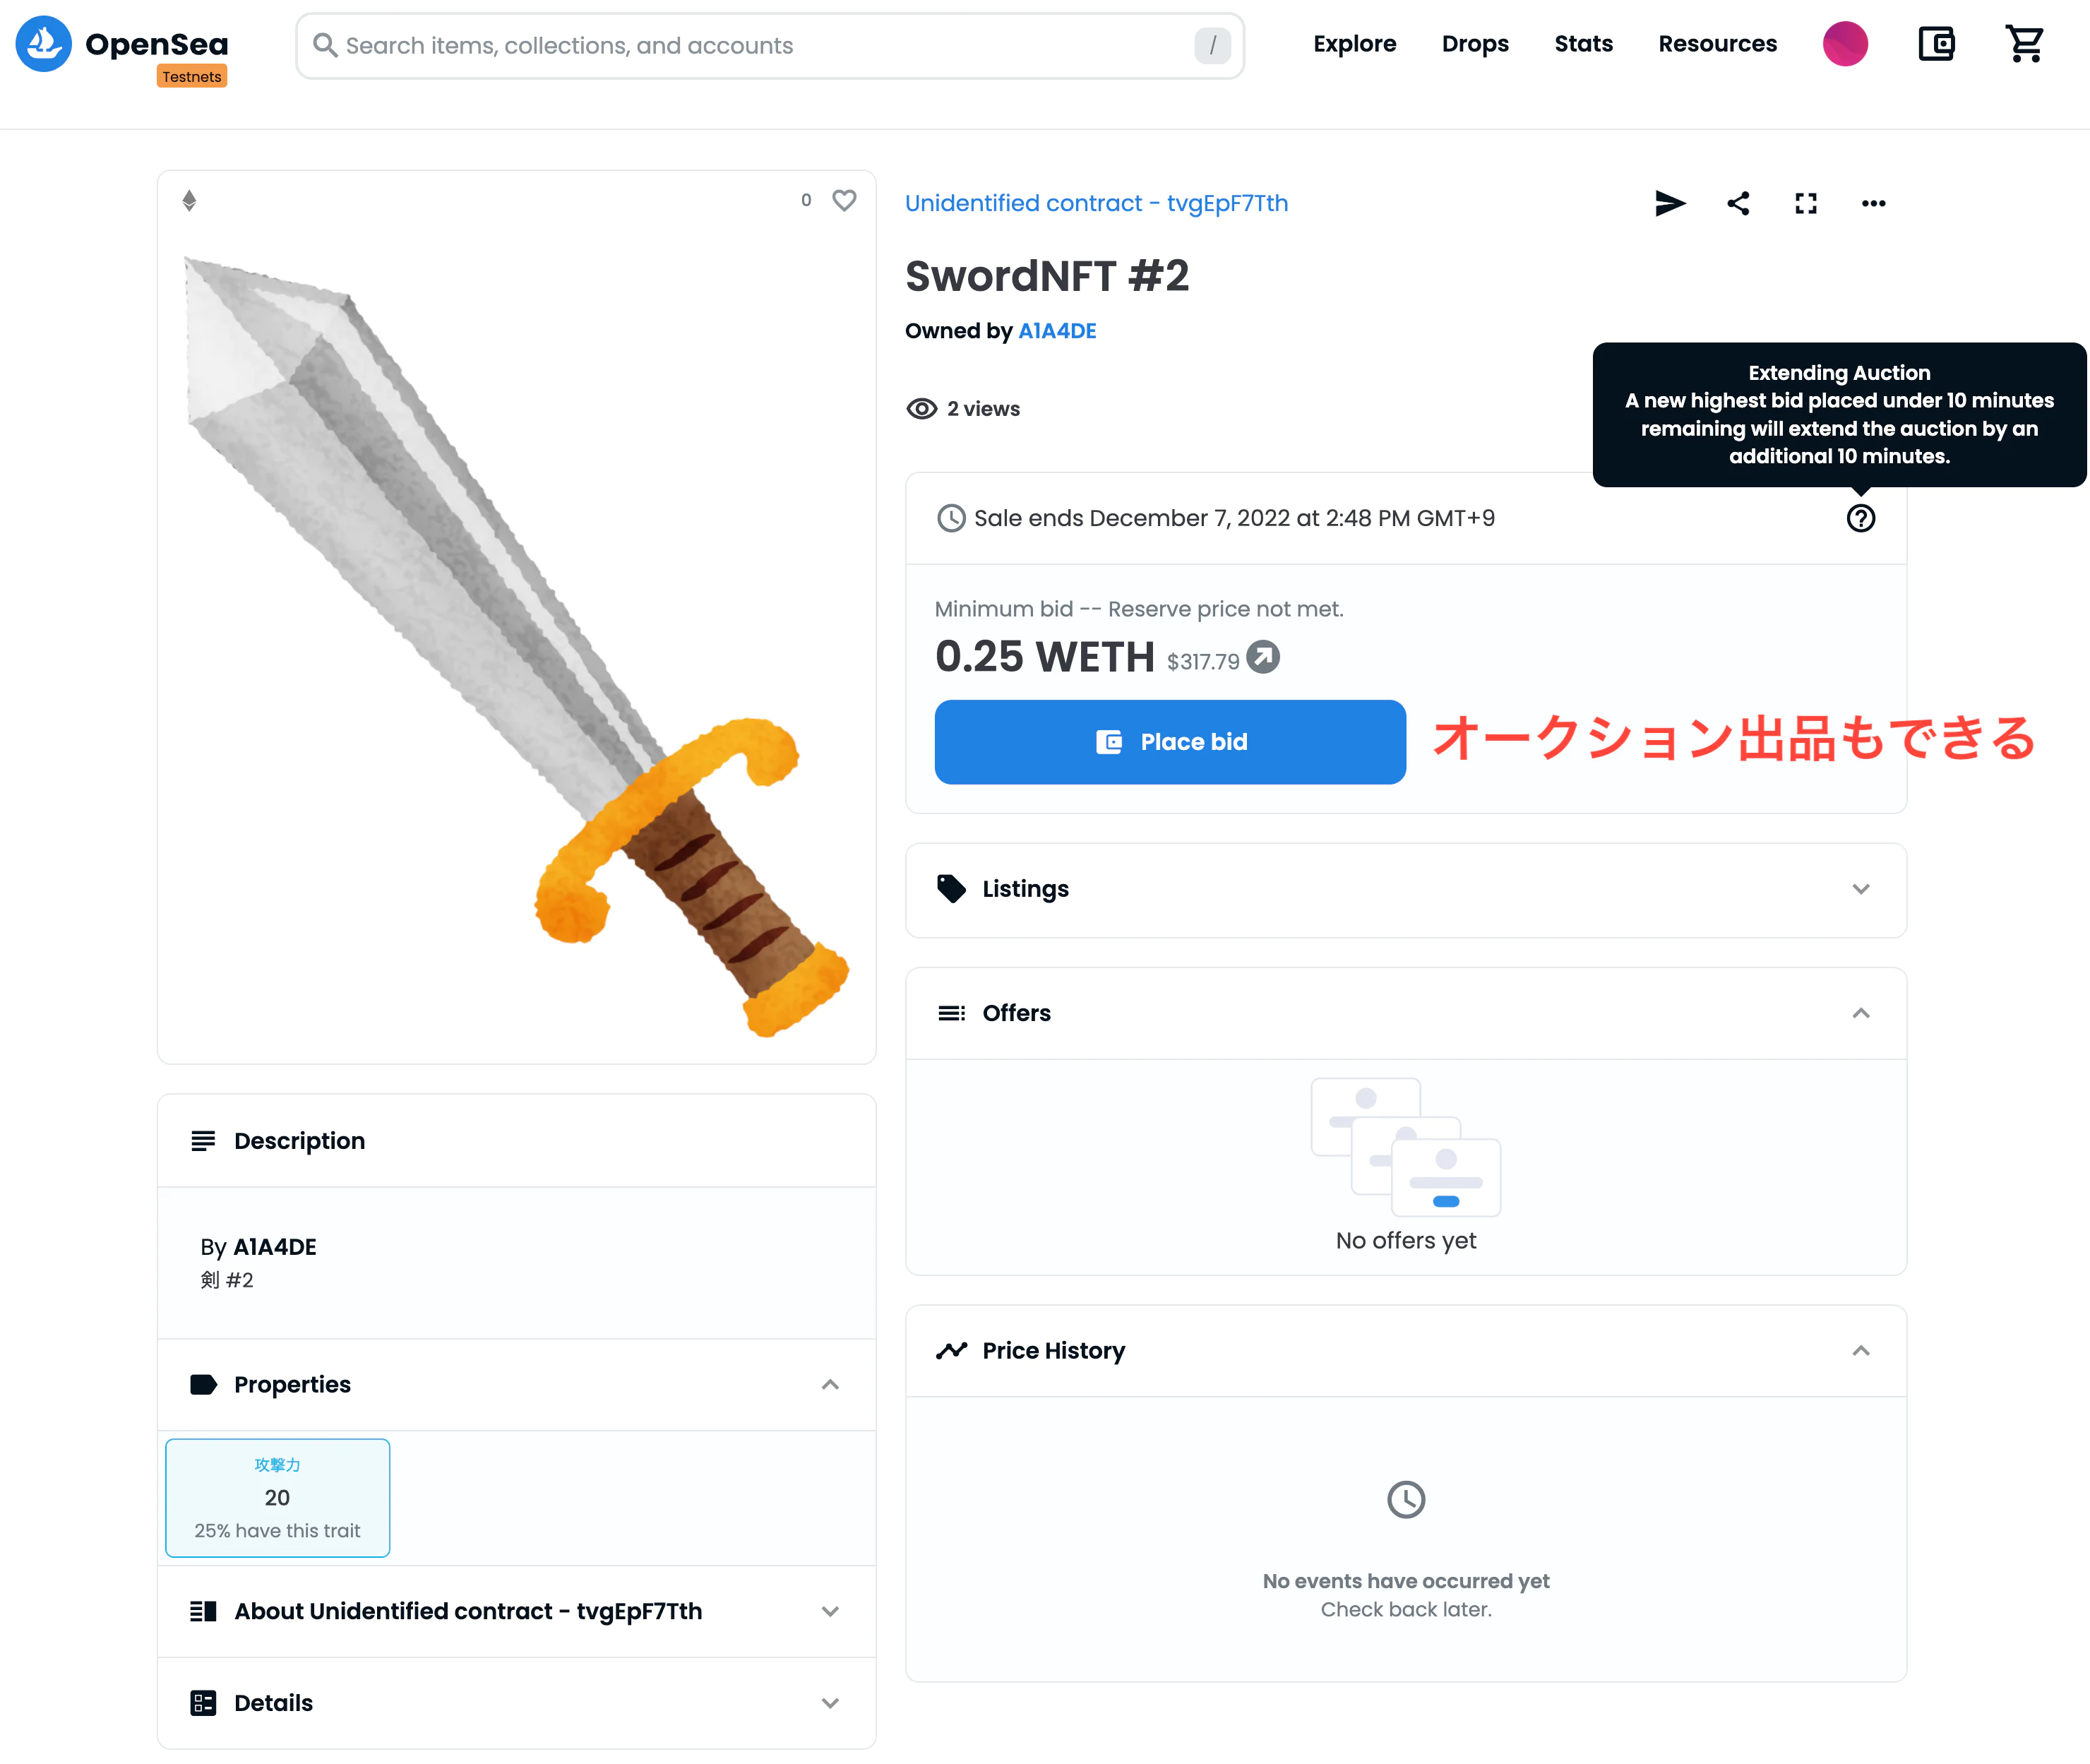 OpenSea
Testnets
Search items, collections, and accounts
/
Explore
Drops
Stats
Resources
0
Unidentified contract - tvgEpF7Tth
SwordNFT #2
Owned by A1A4DE
2 views
Extending Auction
A new highest bid placed under 10 minutes
remaining will extend the auction by an
additional 10 minutes.
Sale ends December 7, 2022 at 2:48 PM GMT+9
Minimum bid -- Reserve price not met.
0.25 WETH $317.79
Place bid
オークション出品もできる
Listings
Offers
No offers yet
Price History
No events have occurred yet
Check back later.
Description
By A1A4DE
剣 #2
Properties
攻撃力
20
25% have this trait
About Unidentified contract - tvgEpF7Tth
Details